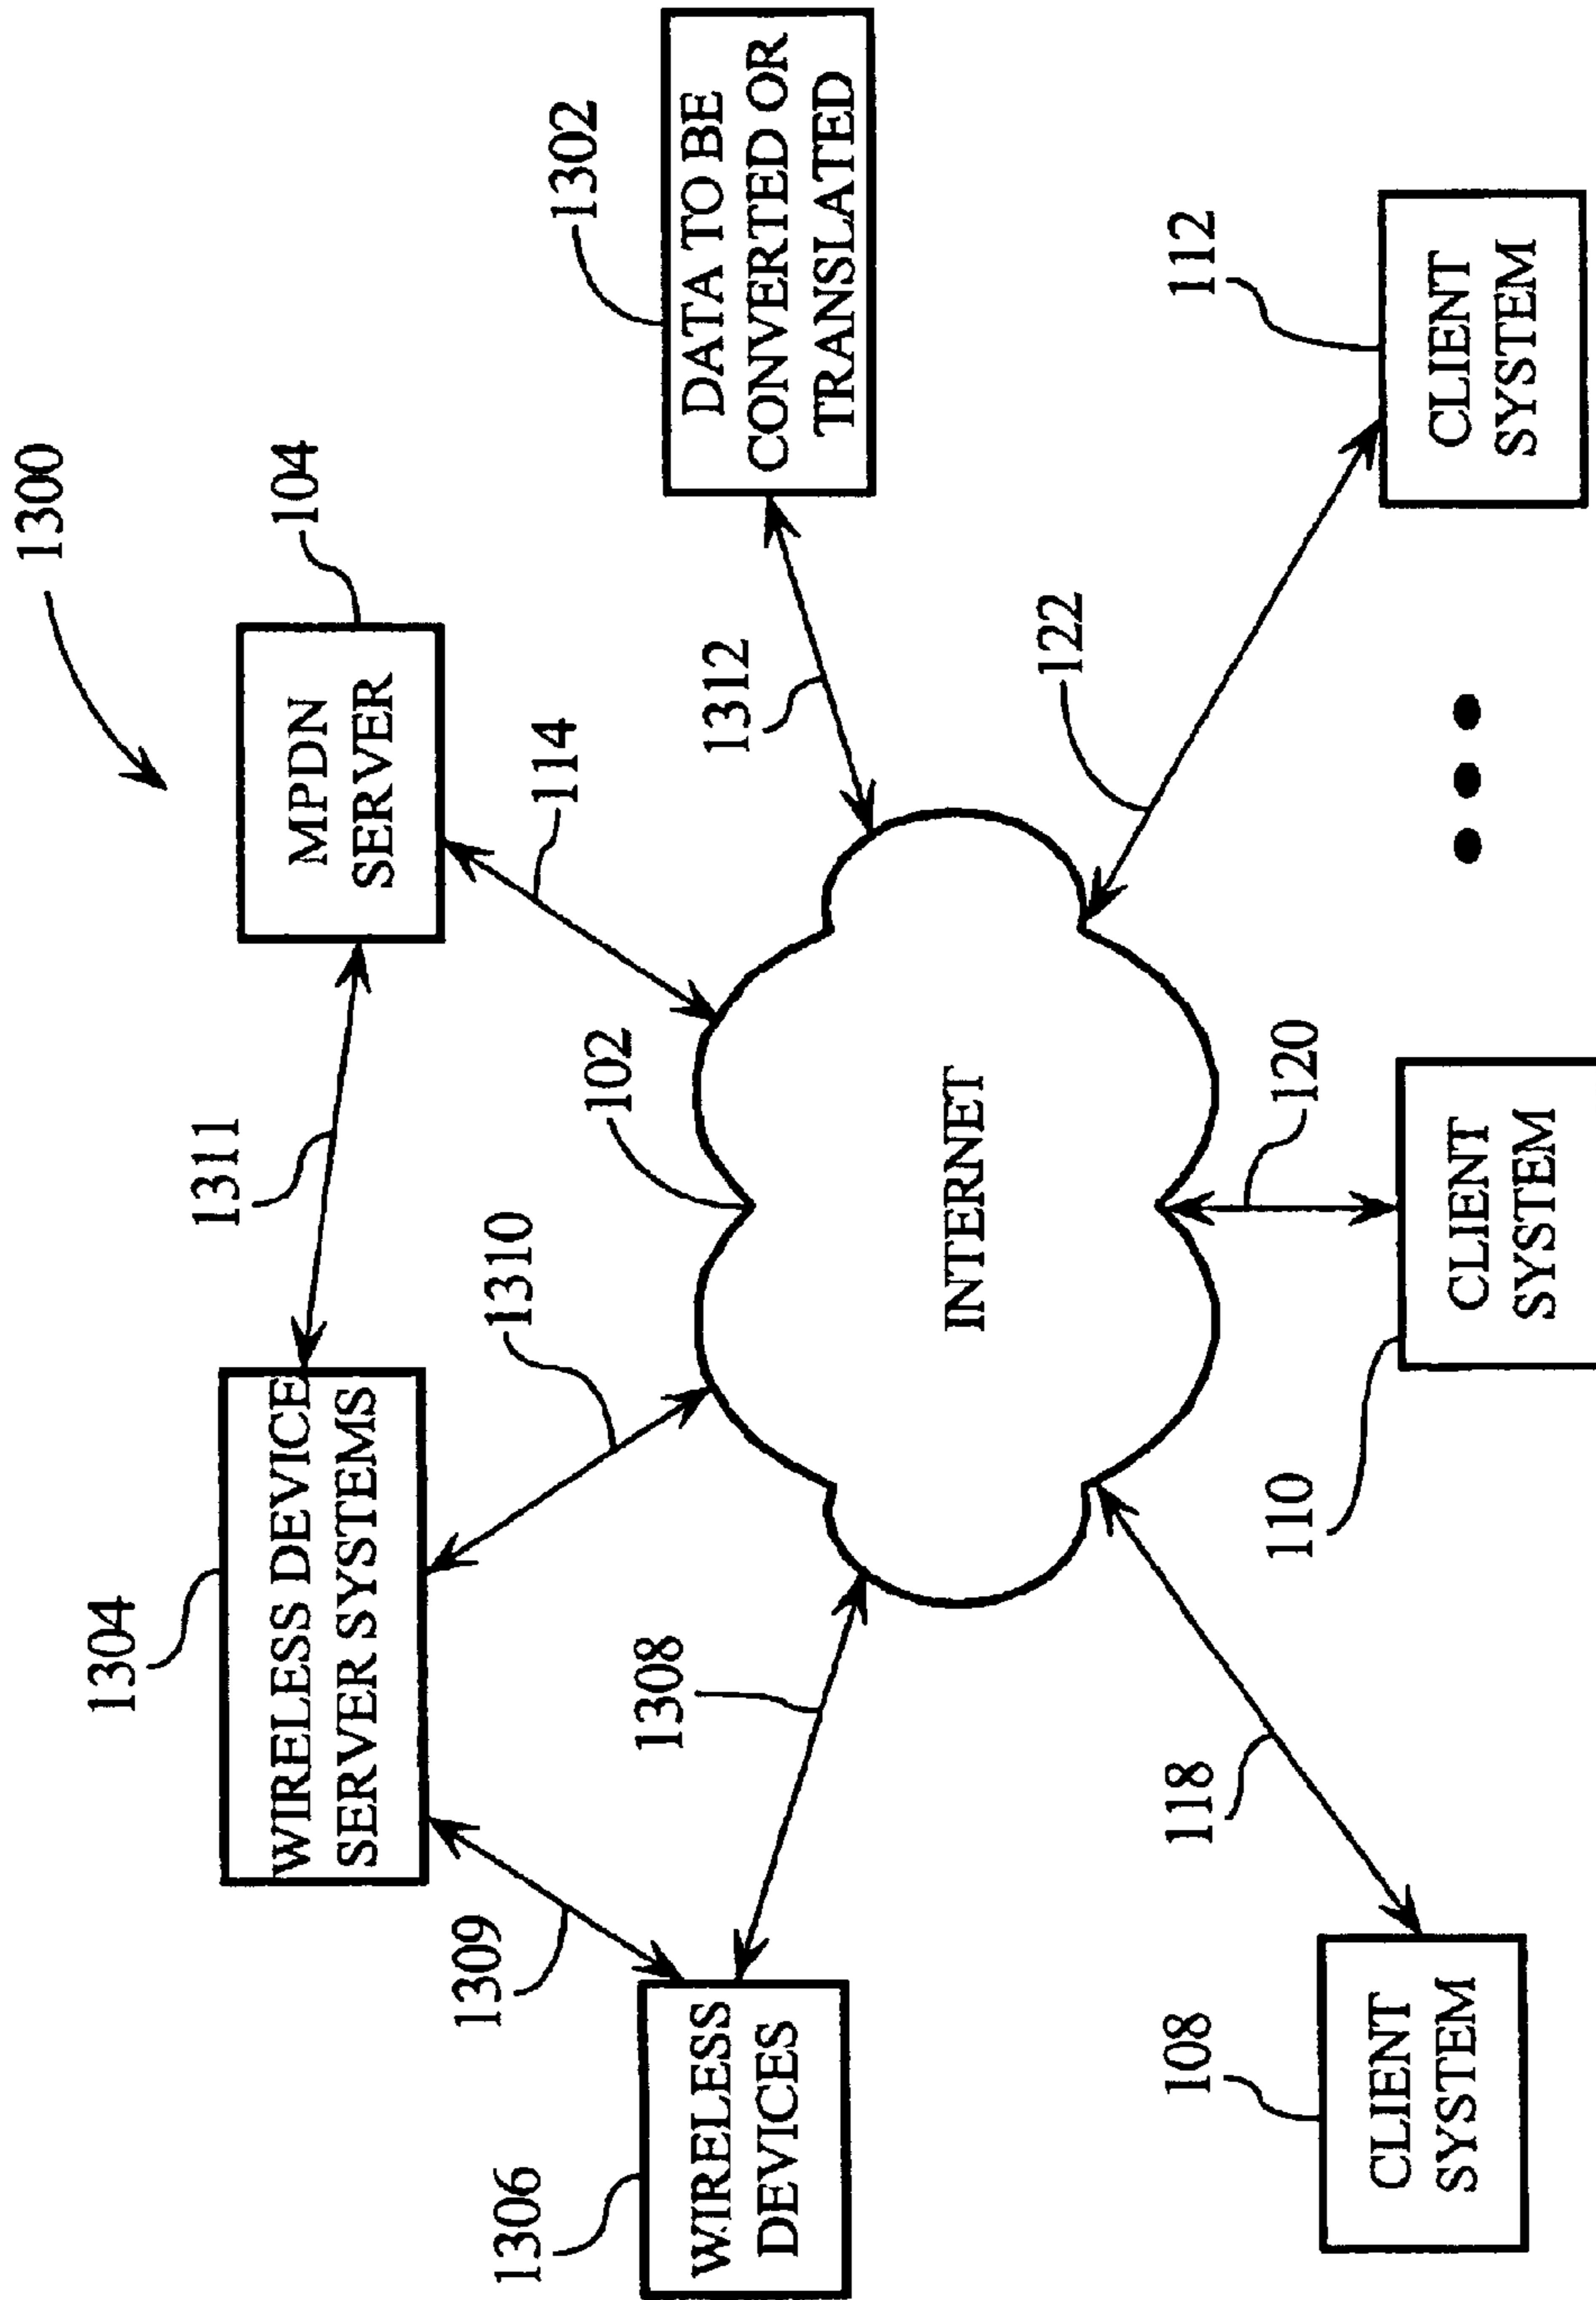 1300
MPDN
SERVER
104
1311
WIRELESS DEVICE
SERVER SYSTEMS
1304
114
1302
DATA TO BE
CONVERTED OR
TRANSLATED
1312
102
1310
1309
1308
WIRELESS
DEVICES
1306
INTERNET
122
112
CLIENT
SYSTEM
120
110
CLIENT
SYSTEM
118
108
CLIENT
SYSTEM